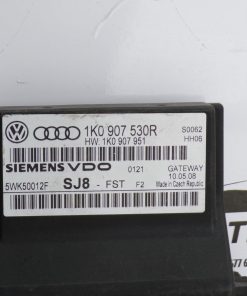 1K0 907 530R
S0062
HW: 1K0 907 951
HH06
SIEMENS VDO 0121 GATEWAY
10.05.08
5WK50012F SJ8 - FST F2 Made in Czech Republic